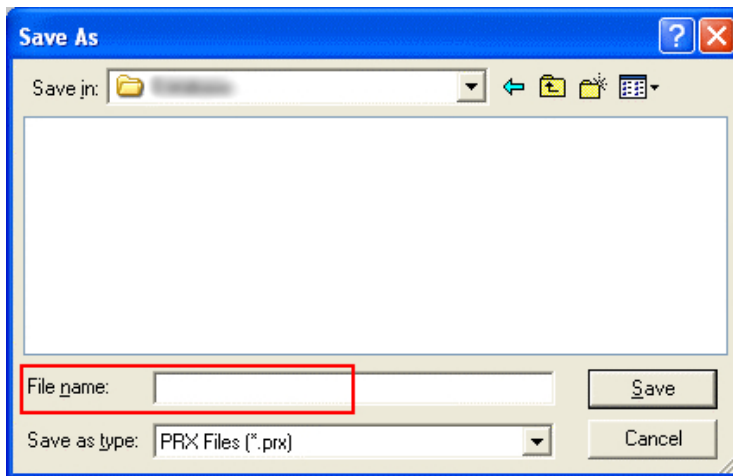 Save As
Save in:
File name:
Save
Save as type: PRX Files (*.prx)
Cancel